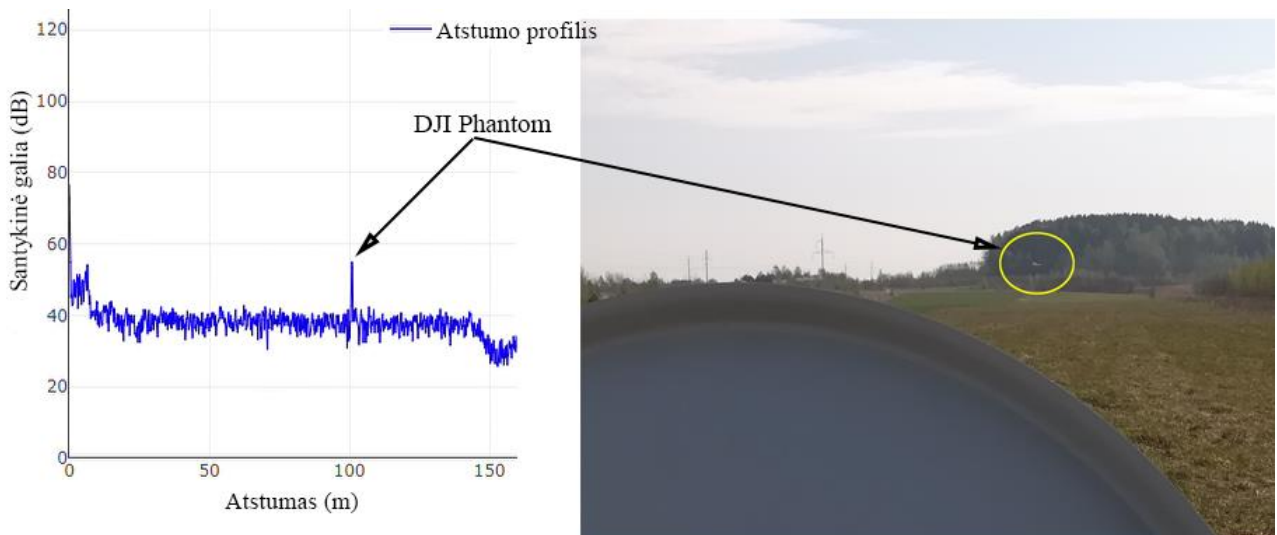 120
Atstumo profilis
100
DJI Phantom
80
60
40
20
0
0 50 100 150
Santykinė galia (dB)
Atstumas (m)